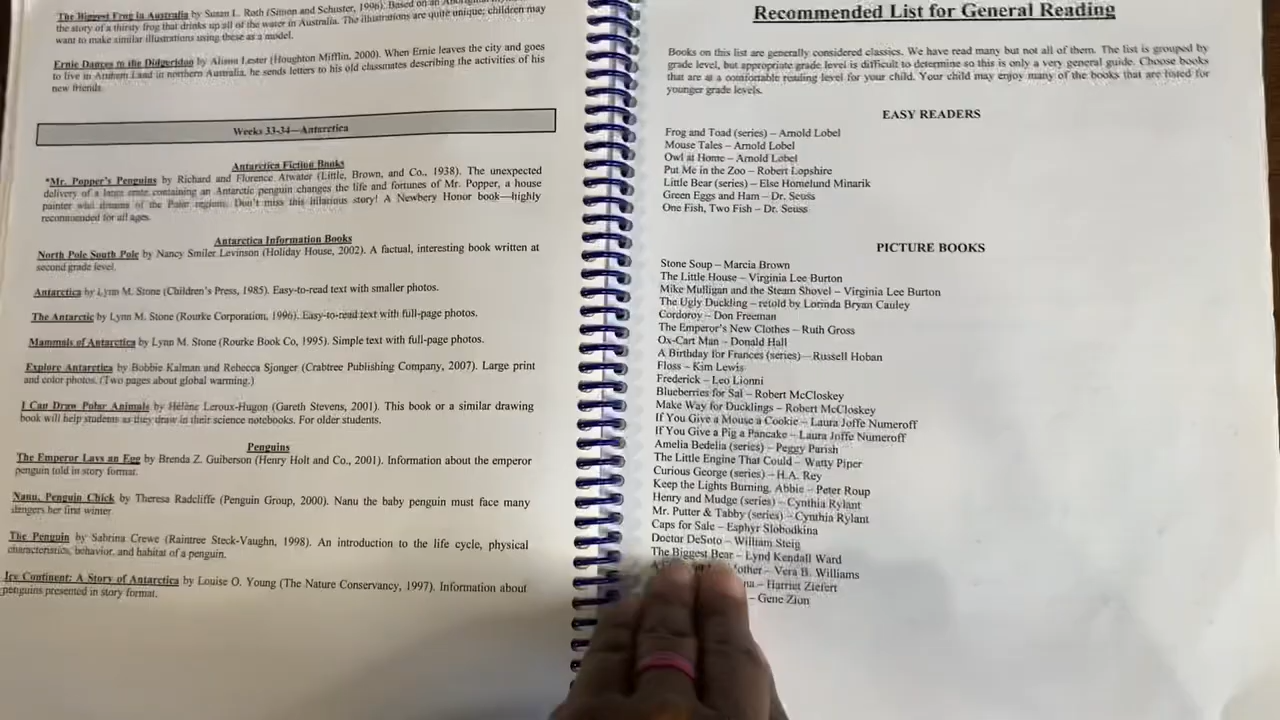 The Biggest Frog in Australia by Susan L. Roth (Simon and Schuster, 1996). Based on an
the story of a thirsty frog that drinks up all of the water in Australia. The illustrations are quite unique; children may
want to make similar illustrations using these as a model.
Ernie Dances to the Didgeridoo by Alison Lester (Houghton Mifflin, 2000). When Ernie leaves the city and goes
to live in Arnhem Land in northern Australia, he sends letters to his old classmates describing the activities of his
new friends.
Weeks 33-34—Antarctica
Antarctica Fiction Books
*Mr. Popper's Penguins by Richard and Florence Atwater (Little, Brown, and Co., 1938). The unexpected
delivery of a large crate containing an Antarctic penguin changes the life and fortunes of Mr. Popper, a house
painter with dreams of the Polar regions. Don't miss this hilarious story! A Newbery Honor book—highly
recommended for all ages.
Antarctica Information Books
North Pole South Pole by Nancy Smiler Levinson (Holiday House, 2002). A factual, interesting book written at
second grade level.
Antarctica by Lynn M. Stone (Children's Press, 1985). Easy-to-read text with smaller photos.
The Antarctic by Lynn M. Stone (Rourke Corporation, 1996). Easy-to-read text with full-page photos.
Mammals of Antarctica by Lynn M. Stone (Rourke Book Co, 1995). Simple text with full-page photos.
Explore Antarctica by Bobbie Kalman and Rebecca Sjonger (Crabtree Publishing Company, 2007). Large print
and color photos. (Two pages about global warming.)
I Can Draw Polar Animals by Hélène Leroux-Hugon (Gareth Stevens, 2001). This book or a similar drawing
book will help students as they draw in their science notebooks. For older students.
Penguins
The Emperor Lays an Egg by Brenda Z. Guiberson (Henry Holt and Co., 2001). Information about the emperor
penguin told in story format.
Nanu, Penguin Chick by Theresa Radcliffe (Penguin Group, 2000). Nanu the baby penguin must face many
dangers her first winter.
The Penguin by Sabrina Crewe (Raintree Steck-Vaughn, 1998). An introduction to the life cycle, physical
characteristics, behavior, and habitat of a penguin.
Ice Continent: A Story of Antarctica by Louise O. Young (The Nature Conservancy, 1997). Information about
penguins presented in story format.
Recommended List for General Reading
Books on this list are generally considered classics. We have read many but not all of them. The list is grouped by
grade level, but appropriate grade level is difficult to determine so this is only a very general guide. Choose books
that are at a comfortable reading level for your child. Your child may enjoy many of the books that are listed for
younger grade levels.
EASY READERS
Frog and Toad (series) – Arnold Lobel
Mouse Tales – Arnold Lobel
Owl at Home – Arnold Lobel
Put Me in the Zoo – Robert Lopshire
Little Bear (series) – Else Homelund Minarik
Green Eggs and Ham – Dr. Seuss
One Fish, Two Fish – Dr. Seuss
PICTURE BOOKS
Stone Soup – Marcia Brown
The Little House – Virginia Lee Burton
Mike Mulligan and the Steam Shovel – Virginia Lee Burton
The Ugly Duckling – retold by Lorinda Bryan Cauley
Cordoroy – Don Freeman
The Emperor's New Clothes – Ruth Gross
Ox-Cart Man – Donald Hall
A Birthday for Frances (series) – Russell Hoban
Floss – Kim Lewis
Frederick – Leo Lionni
Blueberries for Sal – Robert McCloskey
Make Way for Ducklings – Robert McCloskey
If You Give a Mouse a Cookie – Laura Joffe Numeroff
If You Give a Pig a Pancake – Laura Joffe Numeroff
Amelia Bedelia (series) – Peggy Parish
The Little Engine That Could – Watty Piper
Curious George (series) – H.A. Rey
Keep the Lights Burning, Abbie – Peter Roup
Henry and Mudge (series) – Cynthia Rylant
Mr. Putter & Tabby (series) – Cynthia Rylant
Caps for Sale – Esphyr Slobodkina
Doctor DeSoto – William Steig
The Biggest Bear – Lynd Kendall Ward
other – Vera B. Williams
– Harriet Ziefert
– Gene Zion